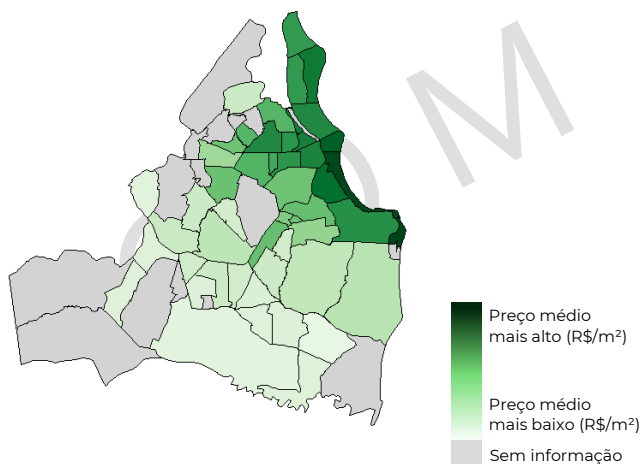 O M
Preço médio
mais alto (R$/m²)
Preço médio
mais baixo (R$/m²)
Sem informação